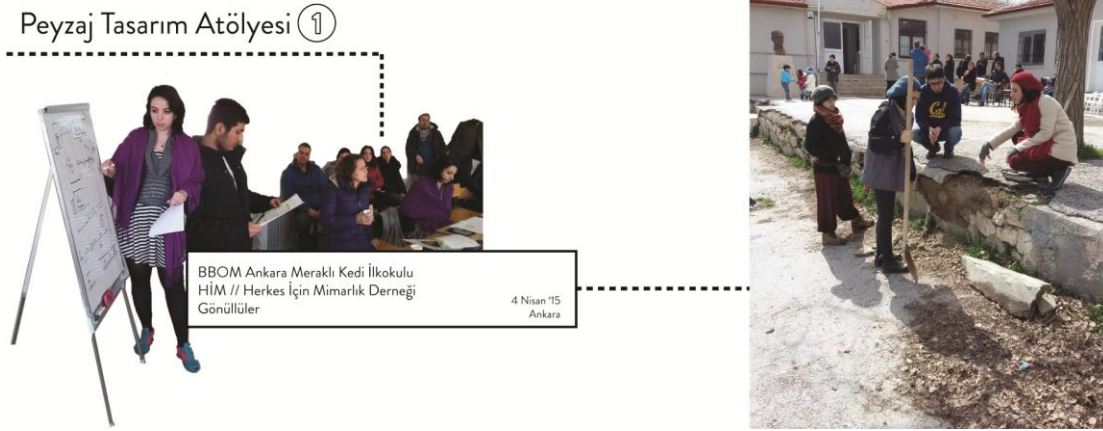 Peyzaj Tasarım Atölyesi 1
BBOM Ankara Meraklı Kedi İlkokulu
HİM // Herkes İçin Mimarlık Derneği
Gönüllüler
4 Nisan '15
Ankara
Cal